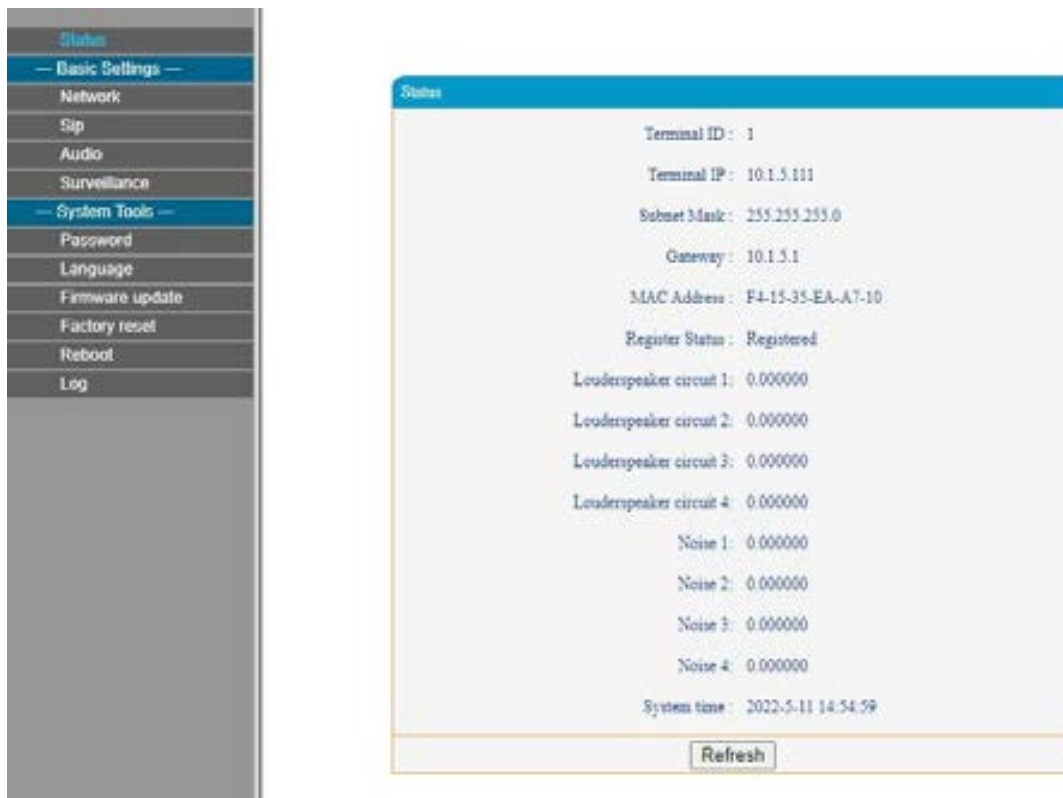 Status
— Basic Settings —
Network
Sip
Audio
Surveillance
— System Tools —
Password
Language
Firmware update
Factory reset
Reboot
Log
Status
Terminal ID : 1
Terminal IP : 10.1.5.111
Subnet Mask : 255.255.255.0
Gateway : 10.1.5.1
MAC Address : F4-15-35-EA-A7-10
Register Status : Registered
Louderspeaker circuit 1: 0.000000
Louderspeaker circuit 2: 0.000000
Louderspeaker circuit 3: 0.000000
Louderspeaker circuit 4: 0.000000
Noise 1: 0.000000
Noise 2: 0.000000
Noise 3: 0.000000
Noise 4: 0.000000
System time : 2022-5-11 14:54:59
Refresh